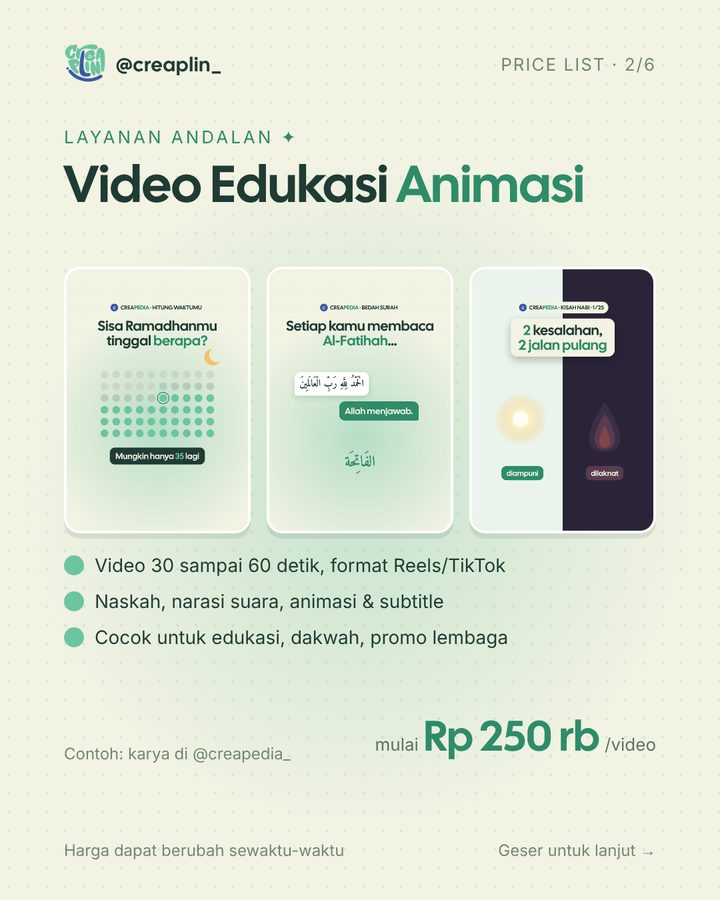 CREA
PLIN
@creaplin_
PRICE LIST · 2/6
LAYANAN ANDALAN ✦
Video Edukasi Animasi
CREAPEDIA · HITUNG WAKTUMU
Sisa Ramadhanmu
tinggal berapa?
Mungkin hanya 35 lagi
CREAPEDIA · BEDAH SURAH
Setiap kamu membaca
Al-Fatihah...
الْحَمْدُ لِلَّهِ رَبِّ الْعَالَمِينَ
Allah menjawab.
الفَاتِحَة
CREAPEDIA · KISAH NABI · 1/25
2 kesalahan,
2 jalan pulang
diampuni
dilaknat
Video 30 sampai 60 detik, format Reels/TikTok
Naskah, narasi suara, animasi & subtitle
Cocok untuk edukasi, dakwah, promo lembaga
Contoh: karya di @creapedia_
mulai Rp 250 rb /video
Harga dapat berubah sewaktu-waktu
Geser untuk lanjut →